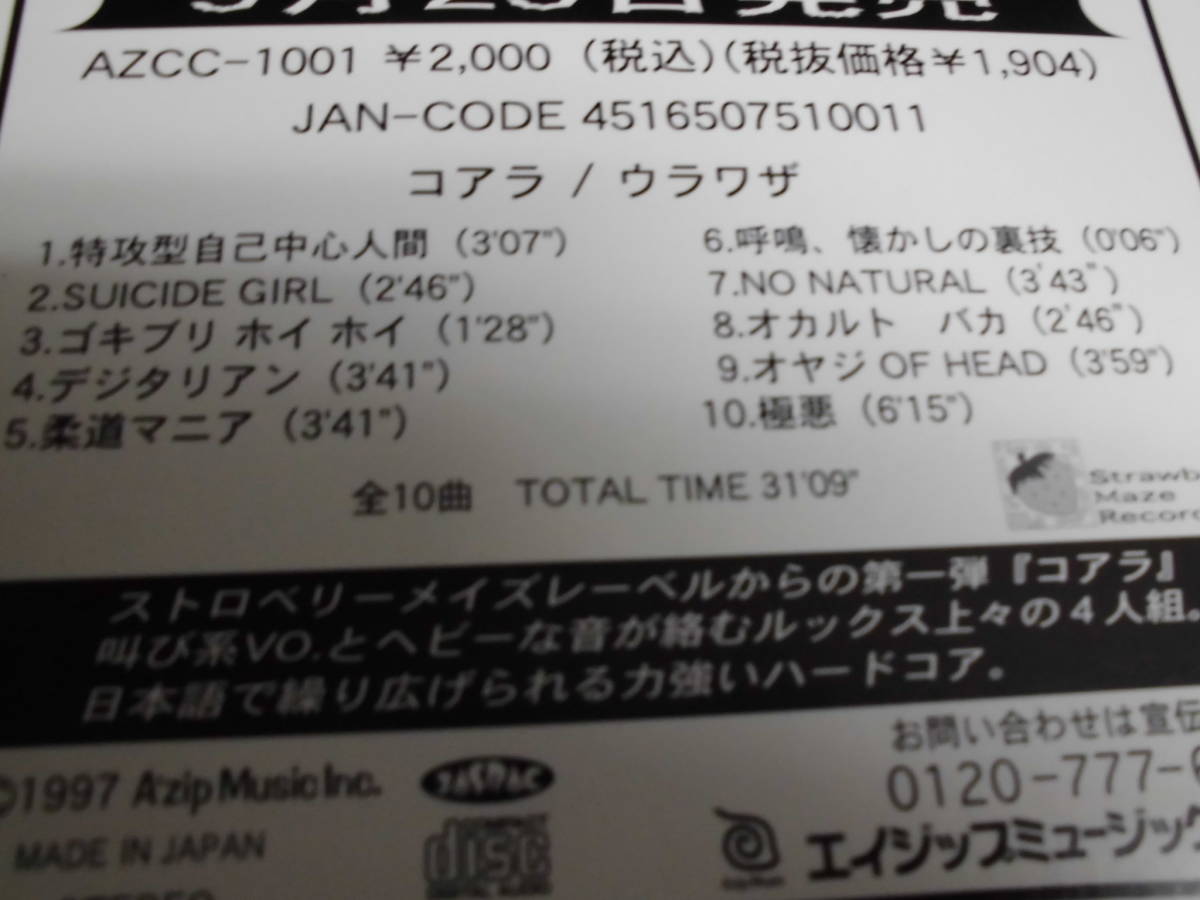 AZCC-1001 ¥2,000 (税込)(税抜価格¥1,904)
JAN-CODE 4516507510011
コアラ / ウラワザ
1.特攻型自己中心人間 (3'07")
2.SUICIDE GIRL (2'46")
3.ゴキブリ ホイ ホイ (1'28")
4.デジタリアン (3'41")
5.柔道マニア (3'41")
6.呼鳴、懐かしの裏技 (0'06")
7.NO NATURAL (3'43")
8.オカルト バカ (2'46")
9.オヤジ OF HEAD (3'59")
10.極悪 (6'15")
全10曲 TOTAL TIME 31'09"
Maze
ストロベリーメイズレーベルからの第一弾『コアラ』
叫び系VO.とヘビーな音が絡むルックス上々の4人組。
日本語で繰り広げられる力強いハードコア。
お問い合わせは宣伝
0120-777-
©1997 A'zip Music Inc.
MADE IN JAPAN
COMPACT
disc
DIGITAL AUDIO
エイジップミュージック